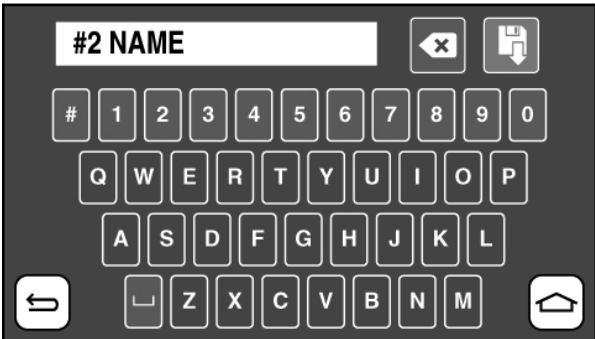 #2 NAME
# 1 2 3 4 5 6 7 8 9 0
Q W E R T Y U I O P
A S D F G H J K L
Z X C V B N M